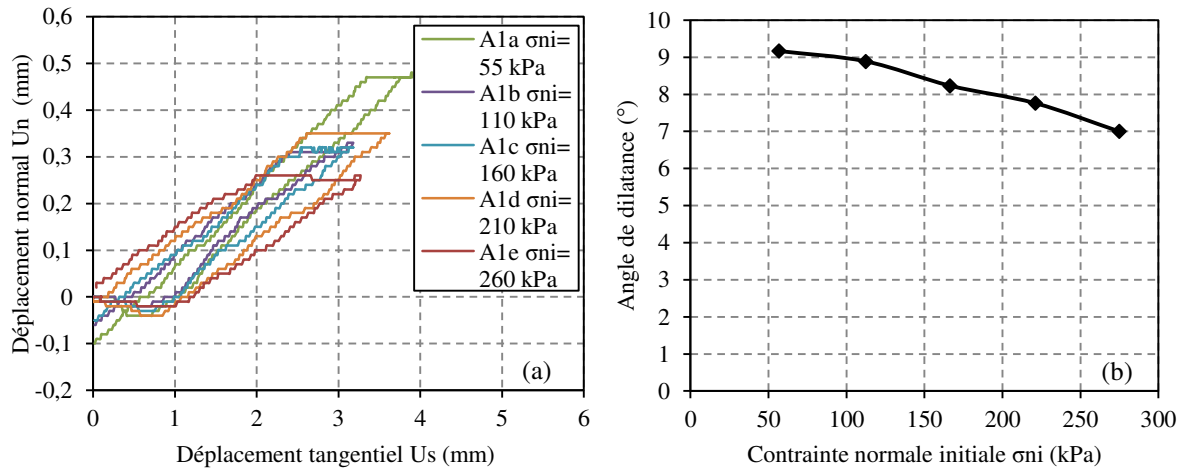 Déplacement normal Un (mm)
0,6
0,5
0,4
0,3
0,2
0,1
0
-0,1
-0,2
0 1 2 3 4 5 6
Déplacement tangentiel Us (mm)
A1a σni=
55 kPa
A1b σni=
110 kPa
A1c σni=
160 kPa
A1d σni=
210 kPa
A1e σni=
260 kPa
(a)
Angle de dilatance (°)
10
9
8
7
6
5
4
3
2
1
0
0 50 100 150 200 250 300
Contrainte normale initiale σni (kPa)
(b)